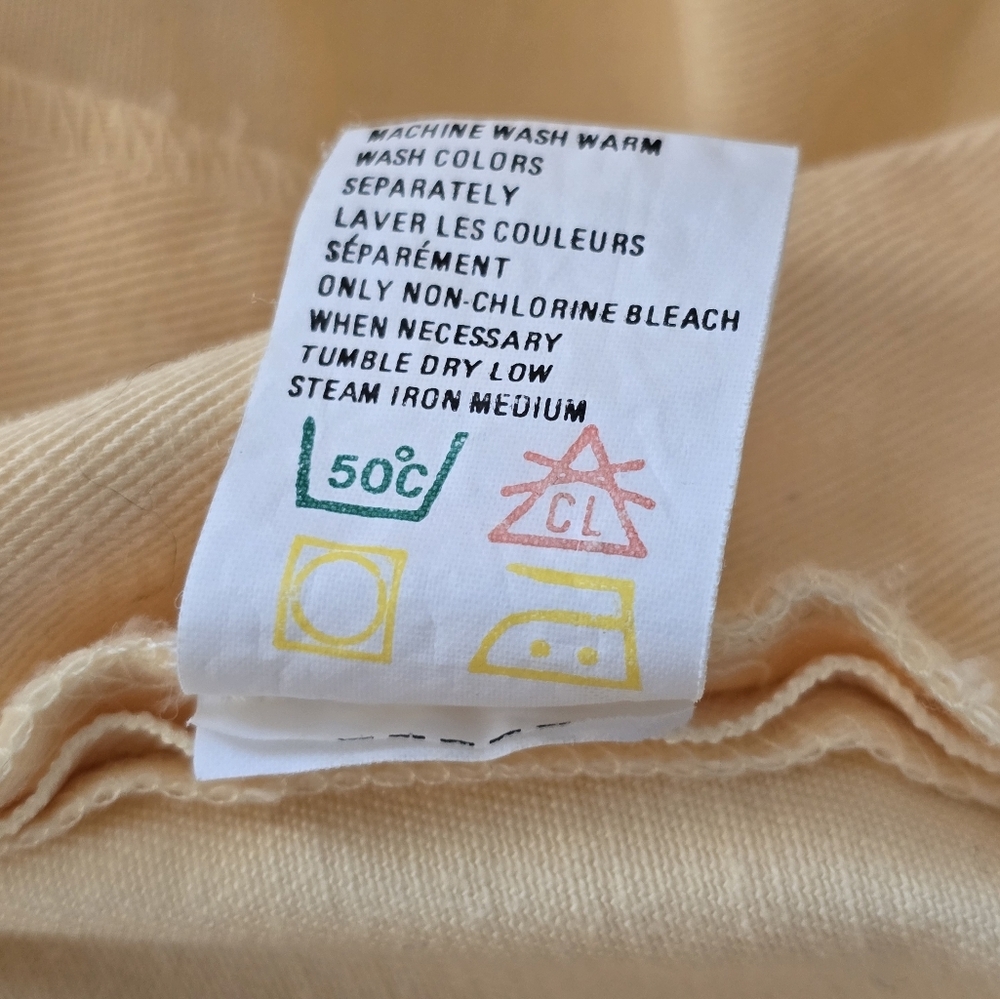 MACHINE WASH WARM
WASH COLORS
SEPARATELY
LAVER LES COULEURS
SÉPARÉMENT
ONLY NON-CHLORINE BLEACH
WHEN NECESSARY
TUMBLE DRY LOW
STEAM IRON MEDIUM
50°C
CL